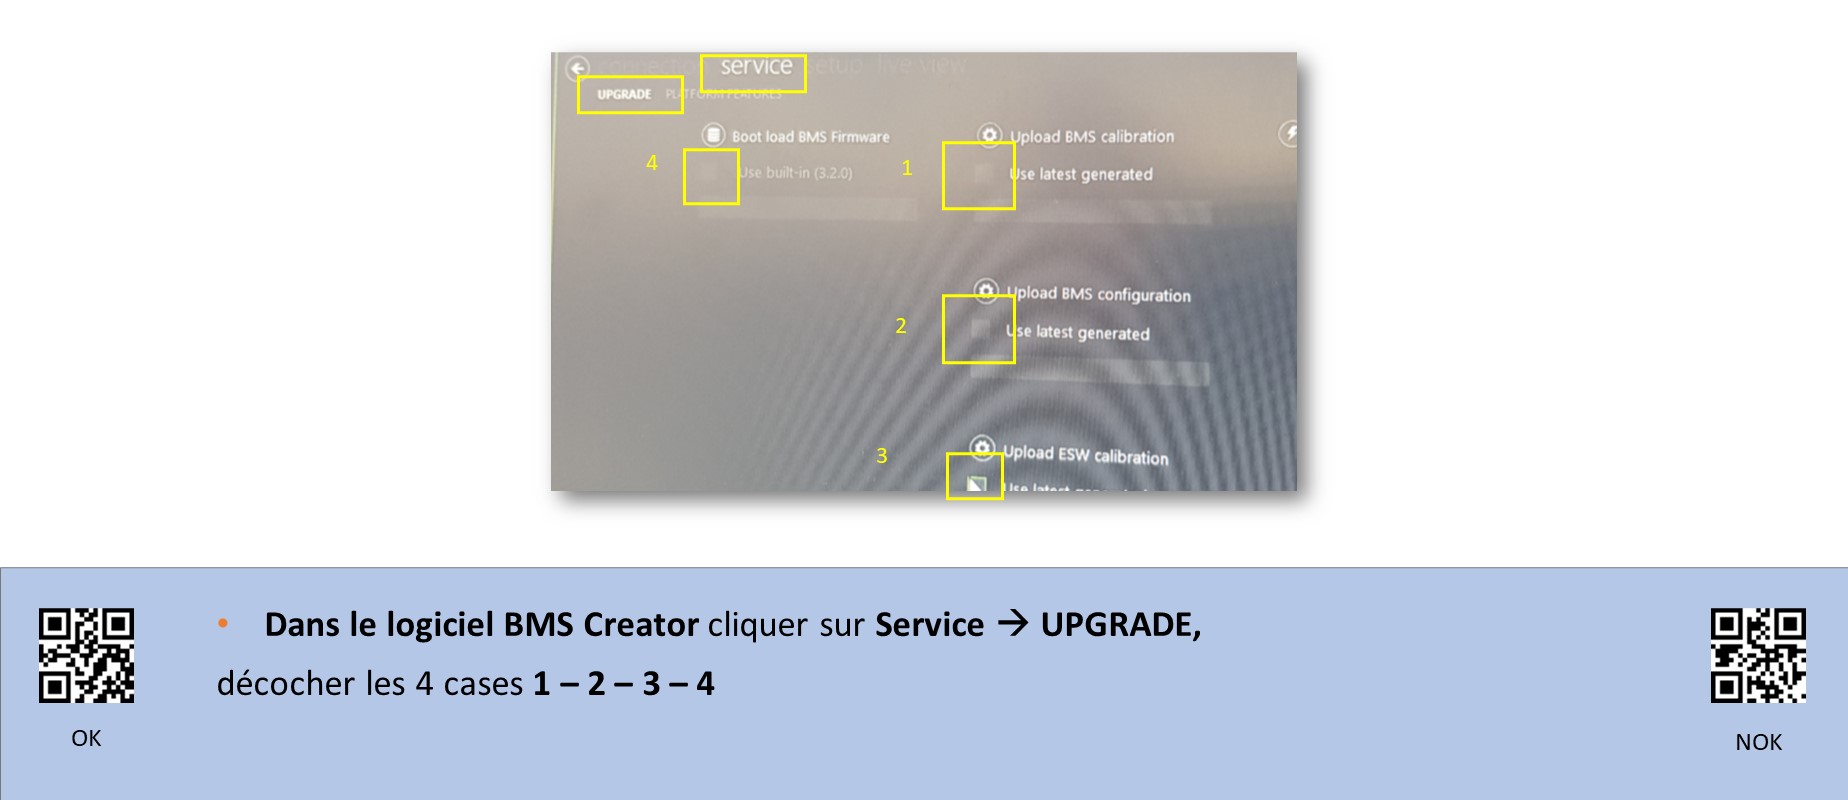 connection service setup live view
UPGRADE PLATFORM FEATURES
Boot load BMS Firmware
Upload BMS calibration
4
Use built-in (3.2.0)
1
Use latest generated
Upload BMS configuration
2
Use latest generated
3
Upload ESW calibration
Use latest
• Dans le logiciel BMS Creator cliquer sur Service → UPGRADE,
décocher les 4 cases 1 – 2 – 3 – 4
OK
NOK